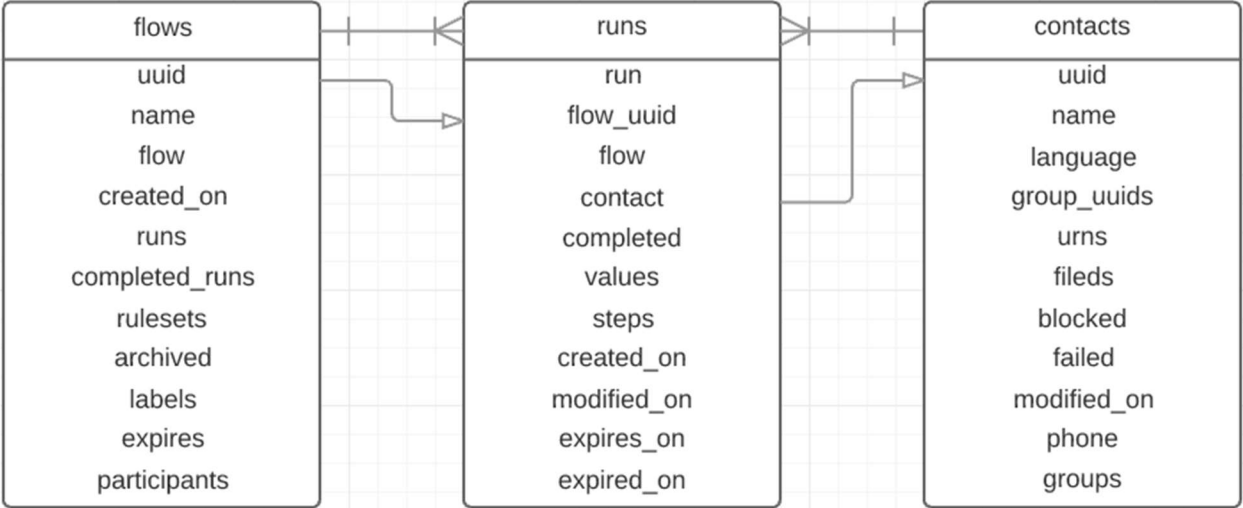 flows
uuid
name
flow
created_on
runs
completed_runs
rulesets
archived
labels
expires
participants
runs
run
flow_uuid
flow
contact
completed
values
steps
created_on
modified_on
expires_on
expired_on
contacts
uuid
name
language
group_uuids
urns
fileds
blocked
failed
modified_on
phone
groups